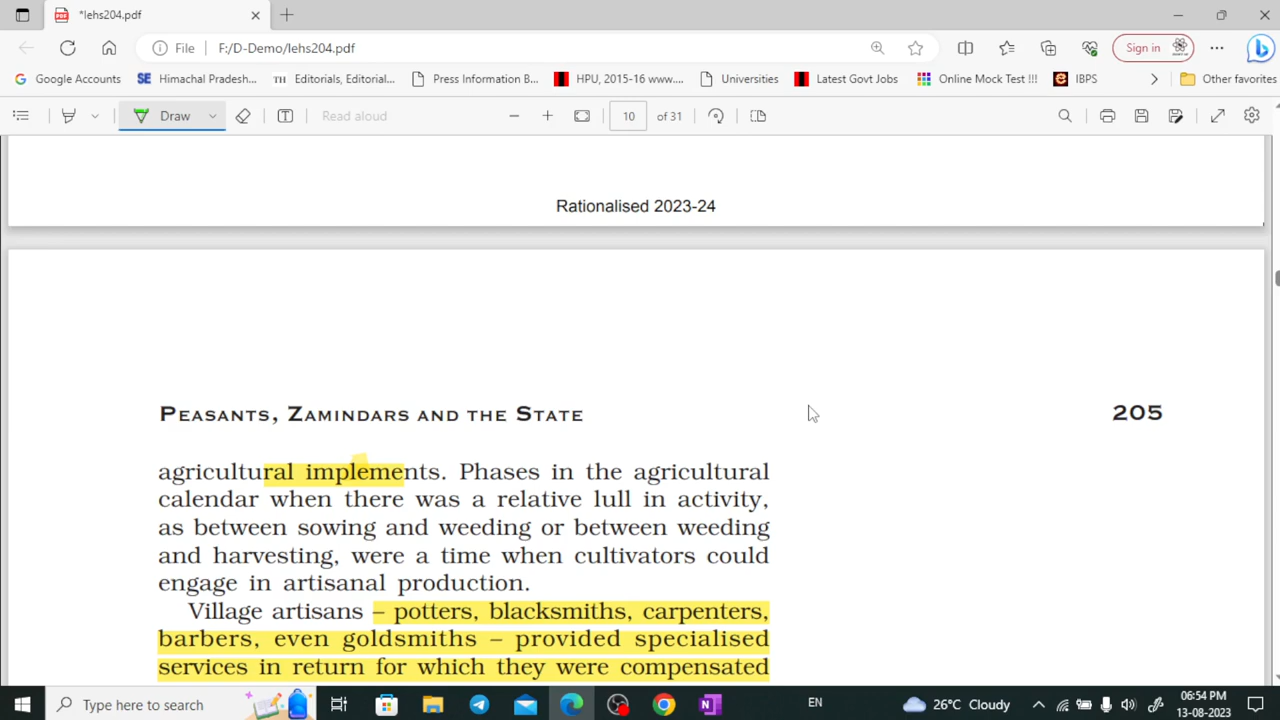 *lehs204.pdf
File F:/D-Demo/lehs204.pdf Sign in
Google Accounts SE Himachal Pradesh... TH Editorials, Editorial... Press Information B... HPU, 2015-16 www.... Universities Latest Govt Jobs Online Mock Test !!! IBPS Other favorites
Draw Read aloud 10 of 31
Rationalised 2023-24
PEASANTS, ZAMINDARS AND THE STATE 205
agricultural implements. Phases in the agricultural
calendar when there was a relative lull in activity,
as between sowing and weeding or between weeding
and harvesting, were a time when cultivators could
engage in artisanal production.
Village artisans – potters, blacksmiths, carpenters,
barbers, even goldsmiths – provided specialised
services in return for which they were compensated
Type here to search EN 26°C Cloudy 06:54 PM
13-08-2023